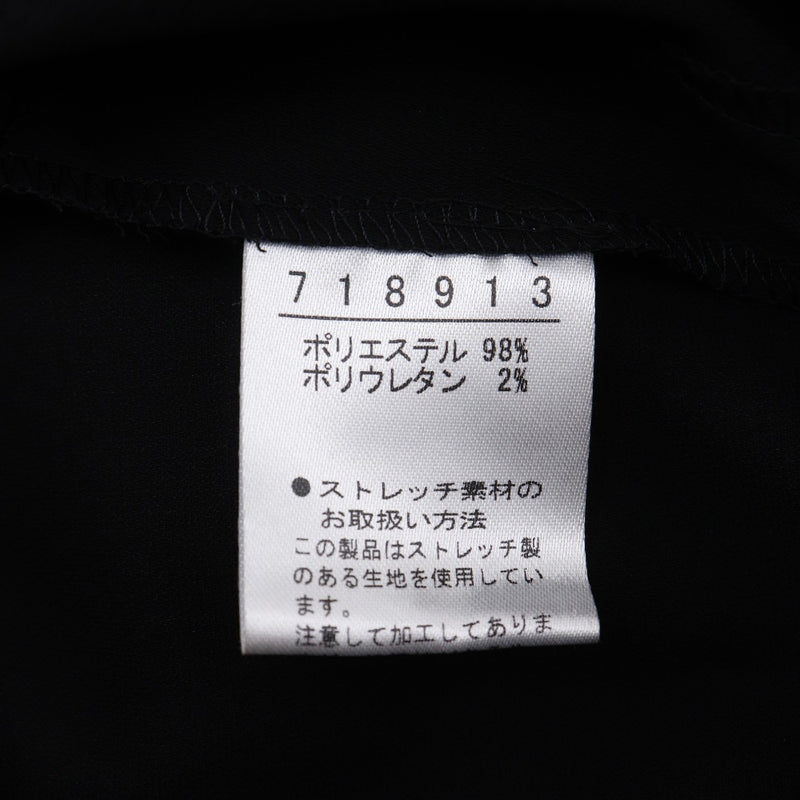 718913
ポリエステル 98%
ポリウレタン 2%
●ストレッチ素材の
お取扱い方法
この製品はストレッチ製
のある生地を使用してい
ます。
注意して加工してありま